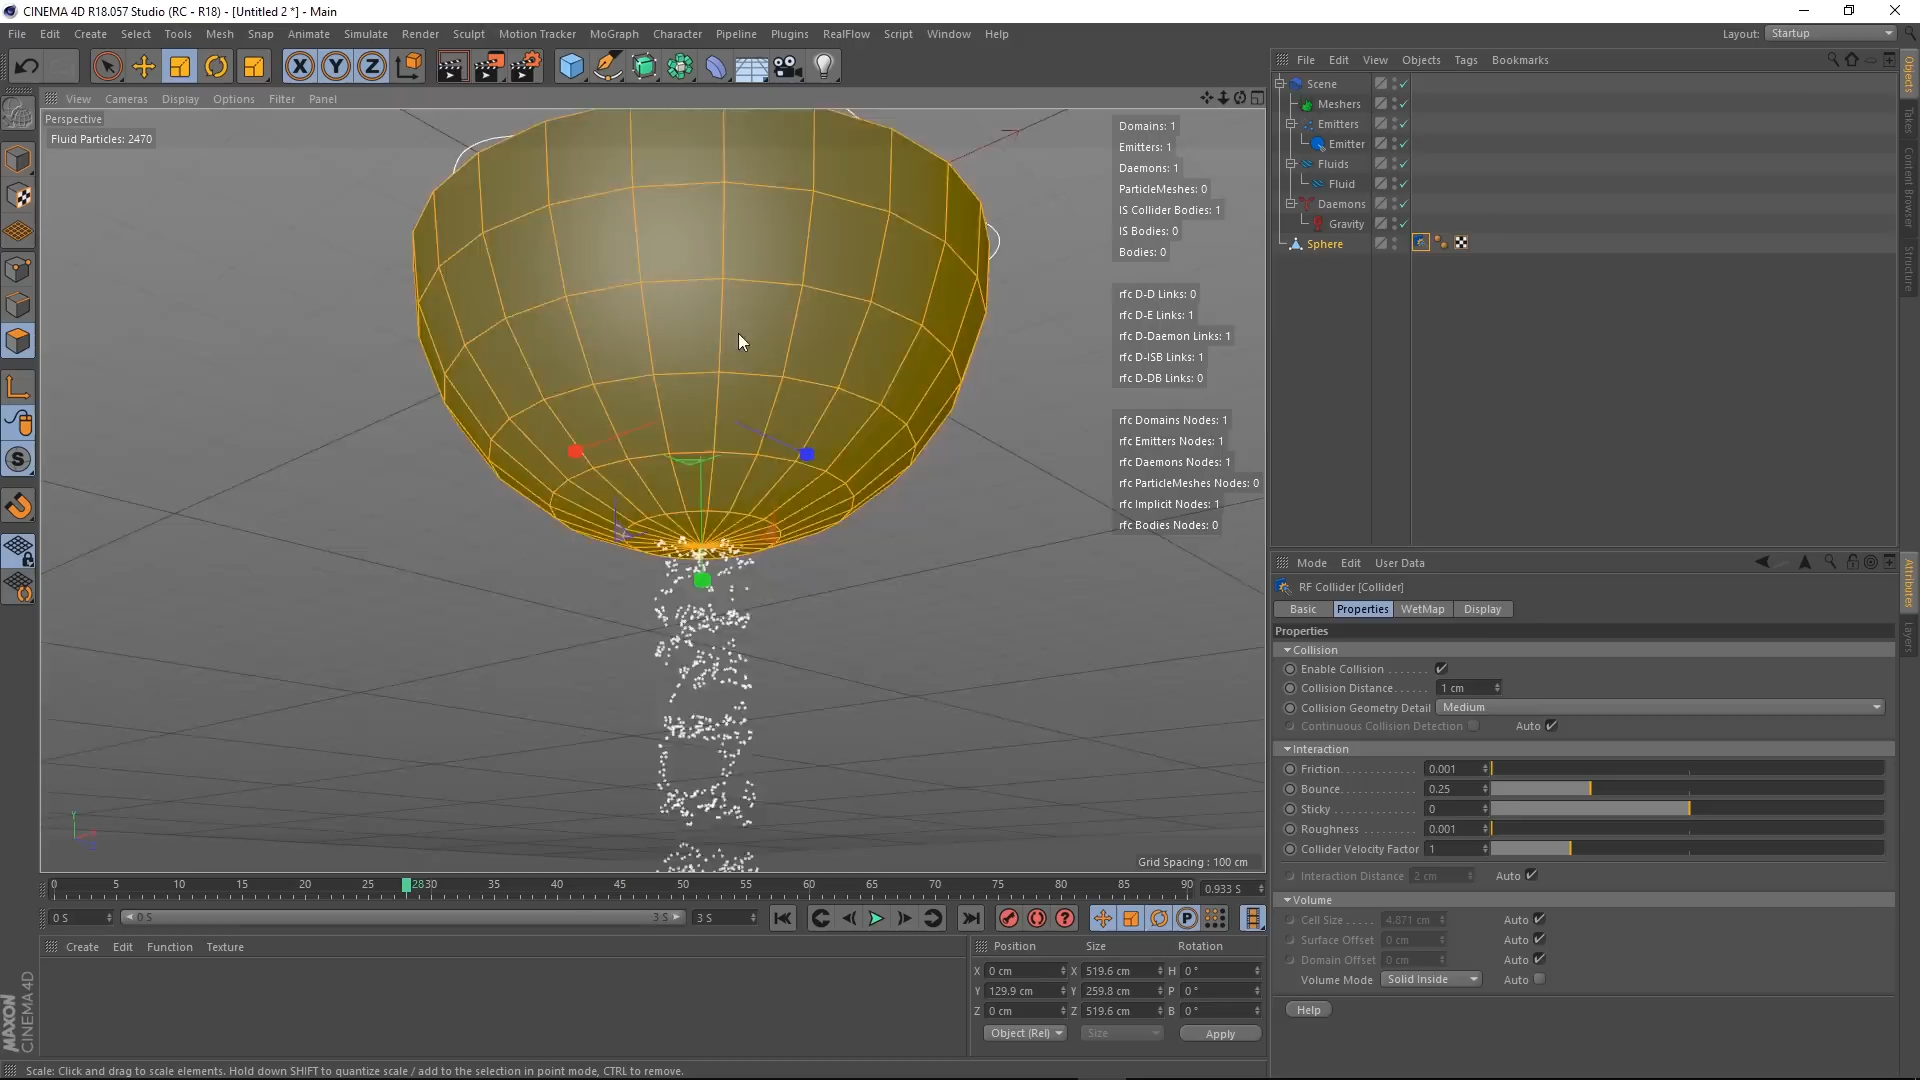 CINEMA 4D R18.057 Studio (RC - R18) - [Untitled 2 *] - Main
File Edit Create Select Tools Mesh Snap Animate Simulate Render Sculpt Motion Tracker MoGraph Character Pipeline Plugins RealFlow Script Window Help
Layout: Startup
View Cameras Display Options Filter Panel
Perspective
Fluid Particles: 2470
Domains: 1
Emitters: 1
Daemons: 1
ParticleMeshes: 0
IS Collider Bodies: 1
IS Bodies: 0
Bodies: 0
rfc D-D Links: 0
rfc D-E Links: 1
rfc D-Daemon Links: 1
rfc D-ISB Links: 1
rfc D-DB Links: 0
rfc Domains Nodes: 1
rfc Emitters Nodes: 1
rfc Daemons Nodes: 1
rfc ParticleMeshes Nodes: 0
rfc Implicit Nodes: 1
rfc Bodies Nodes: 0
Grid Spacing : 100 cm
0 5 10 15 20 25 2830 35 40 45 50 55 60 65 70 75 80 85 90
0.933 S
0 S
0 S
3 S
3 S
Create Edit Function Texture
Position Size Rotation
X 0 cm X 519.6 cm H 0 °
Y 129.9 cm Y 259.8 cm P 0 °
Z 0 cm Z 519.6 cm B 0 °
Object (Rel) Size Apply
Scale: Click and drag to scale elements. Hold down SHIFT to quantize scale / add to the selection in point mode, CTRL to remove.
MAXON
CINEMA 4D
File Edit View Objects Tags Bookmarks
Scene
Meshers
Emitters
Emitter
Fluids
Fluid
Daemons
Gravity
Sphere
Objects
Takes
Content Browser
Structure
Mode Edit User Data
RF Collider [Collider]
Basic Properties WetMap Display
Properties
Collision
Enable Collision
Collision Distance 1 cm
Collision Geometry Detail Medium
Continuous Collision Detection Auto
Interaction
Friction 0.001
Bounce 0.25
Sticky 0
Roughness 0.001
Collider Velocity Factor 1
Interaction Distance 2 cm Auto
Volume
Cell Size 4.871 cm Auto
Surface Offset 0 cm Auto
Domain Offset 0 cm Auto
Volume Mode Solid Inside Auto
Help
Attributes
Layers